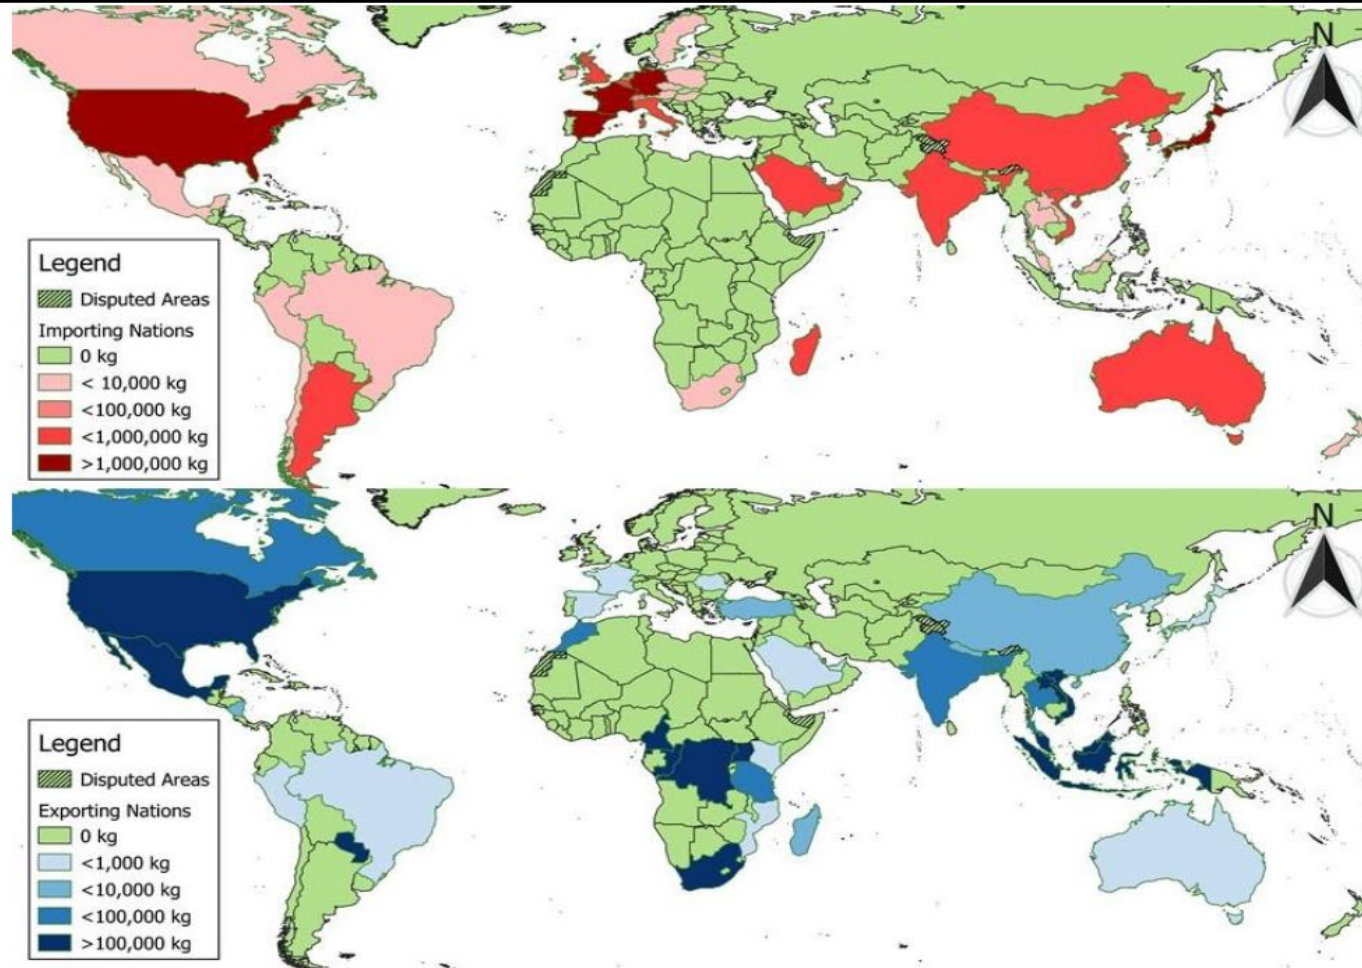 N
Legend
Disputed Areas
Importing Nations
0 kg
< 10,000 kg
<100,000 kg
<1,000,000 kg
>1,000,000 kg
N
Legend
Disputed Areas
Exporting Nations
0 kg
<1,000 kg
<10,000 kg
<100,000 kg
>100,000 kg